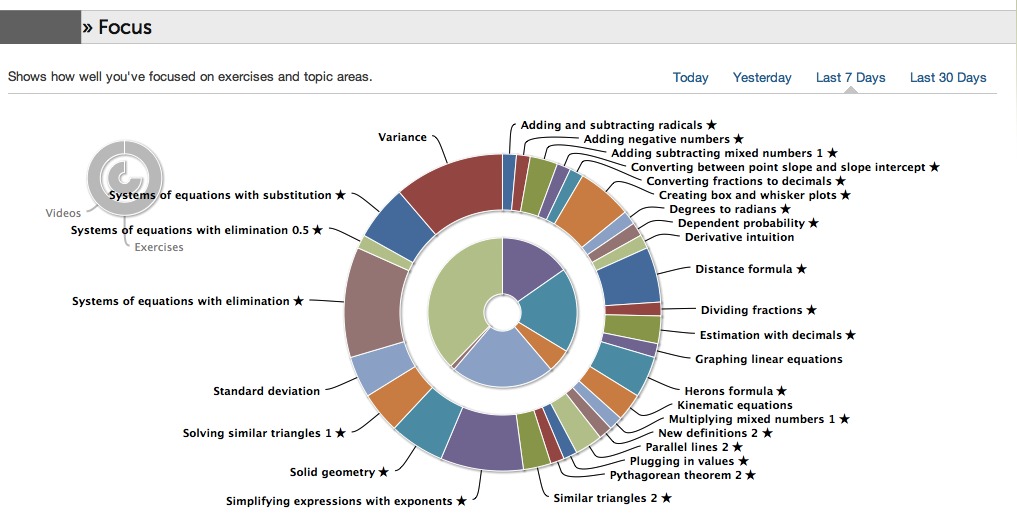 » Focus
Shows how well you've focused on exercises and topic areas.
Today
Yesterday
Last 7 Days
Last 30 Days
Videos
Exercises
Adding and subtracting radicals ★
Adding negative numbers ★
Adding subtracting mixed numbers 1 ★
Converting between point slope and slope intercept ★
Converting fractions to decimals ★
Creating box and whisker plots ★
Degrees to radians ★
Dependent probability ★
Derivative intuition
Distance formula ★
Dividing fractions ★
Estimation with decimals ★
Graphing linear equations
Herons formula ★
Kinematic equations
Multiplying mixed numbers 1 ★
New definitions 2 ★
Parallel lines 2 ★
Plugging in values ★
Pythagorean theorem 2 ★
Similar triangles 2 ★
Simplifying expressions with exponents ★
Solid geometry ★
Solving similar triangles 1 ★
Standard deviation
Systems of equations with elimination ★
Systems of equations with elimination 0.5 ★
Systems of equations with substitution ★
Variance